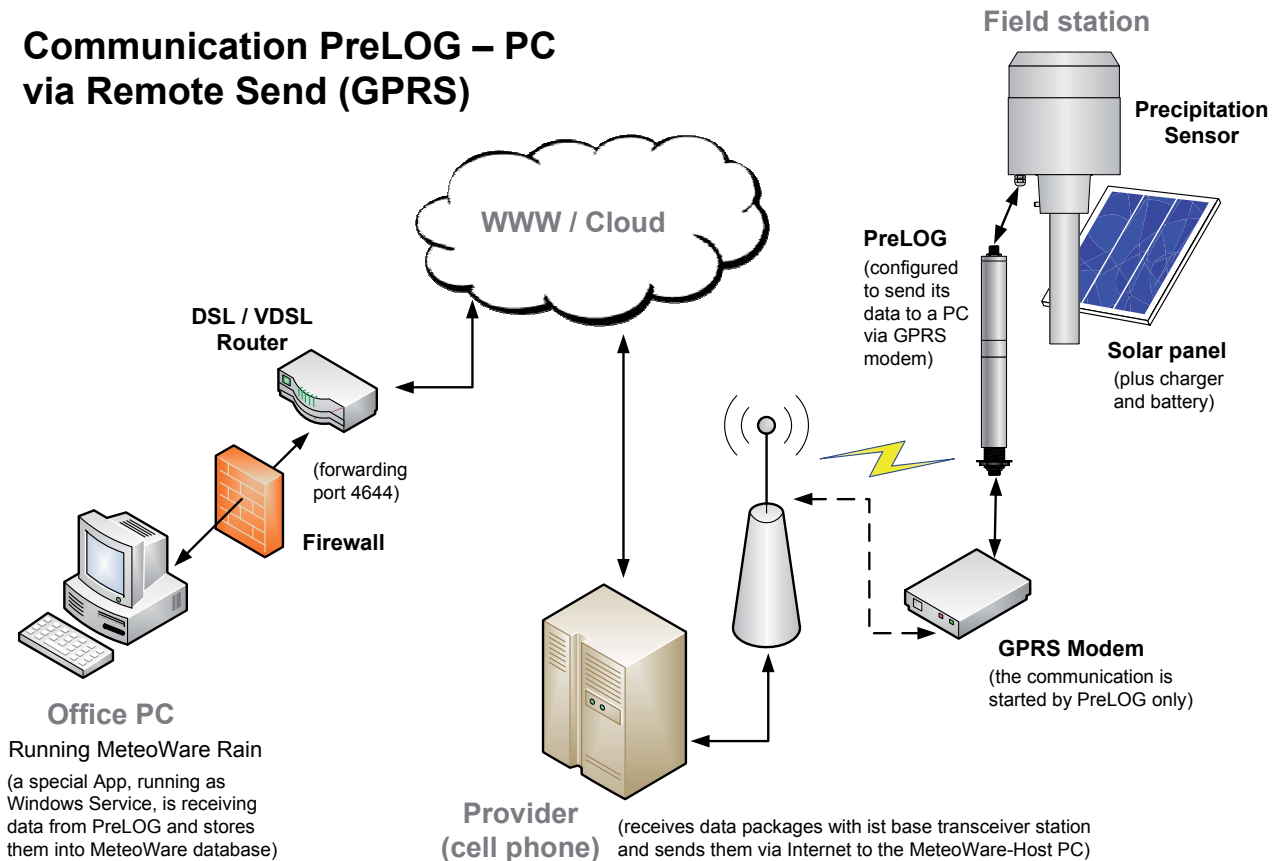 Communication PreLOG – PC
via Remote Send (GPRS)
Field station
Precipitation
Sensor
WWW / Cloud
PreLOG
(configured
to send its
data to a PC
via GPRS
modem)
DSL / VDSL
Router
Solar panel
(plus charger
and battery)
(forwarding
port 4644)
Firewall
GPRS Modem
(the communication is
started by PreLOG only)
Office PC
Running MeteoWare Rain
(a special App, running as
Windows Service, is receiving
data from PreLOG and stores
them into MeteoWare database)
Provider
(cell phone)
(receives data packages with ist base transceiver station
and sends them via Internet to the MeteoWare-Host PC)